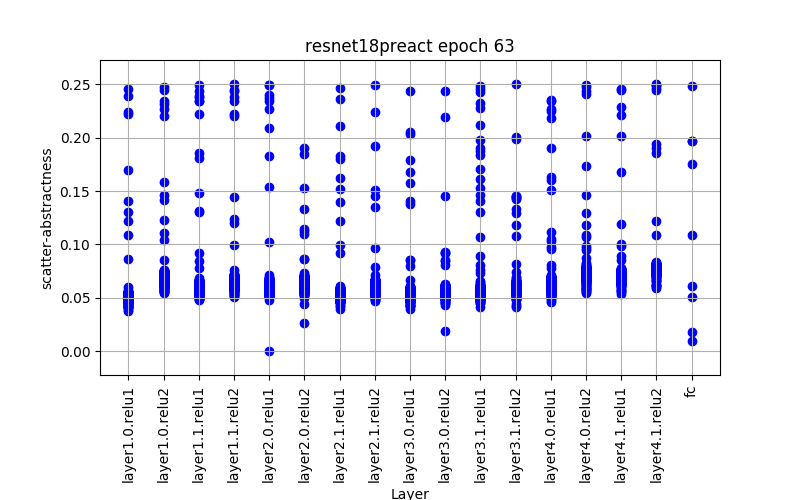 resnet18preact epoch 63
scatter-abstractness
0.25
0.20
0.15
0.10
0.05
0.00
layer1.0.relu1
layer1.0.relu2
layer1.1.relu1
layer1.1.relu2
layer2.0.relu1
layer2.0.relu2
layer2.1.relu1
layer2.1.relu2
layer3.0.relu1
layer3.0.relu2
layer3.1.relu1
layer3.1.relu2
layer4.0.relu1
layer4.0.relu2
layer4.1.relu1
layer4.1.relu2
fc
Layer